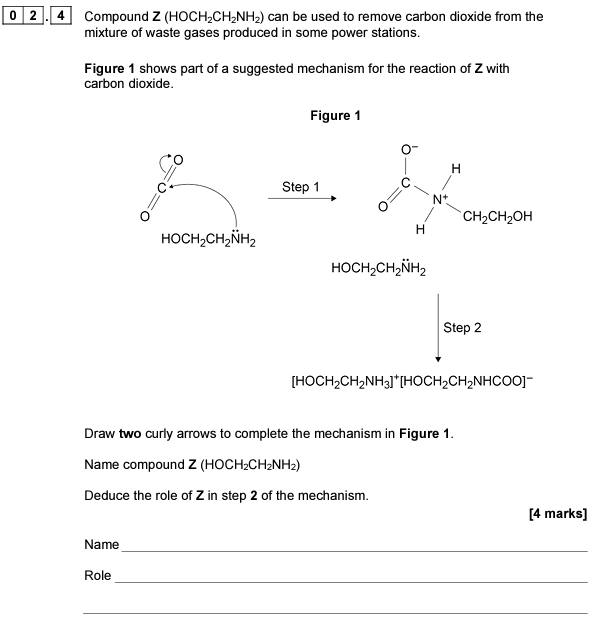 0 2 . 4 Compound Z (HOCH₂CH₂NH₂) can be used to remove carbon dioxide from the
mixture of waste gases produced in some power stations.
Figure 1 shows part of a suggested mechanism for the reaction of Z with
carbon dioxide.
Figure 1
O
C
O
HOCH₂CH₂N̈H₂
Step 1
O⁻
C
O
H
N⁺
H
CH₂CH₂OH
HOCH₂CH₂N̈H₂
Step 2
[HOCH₂CH₂NH₃]⁺[HOCH₂CH₂NHCOO]⁻
Draw two curly arrows to complete the mechanism in Figure 1.
Name compound Z (HOCH₂CH₂NH₂)
Deduce the role of Z in step 2 of the mechanism.
[4 marks]
Name
Role